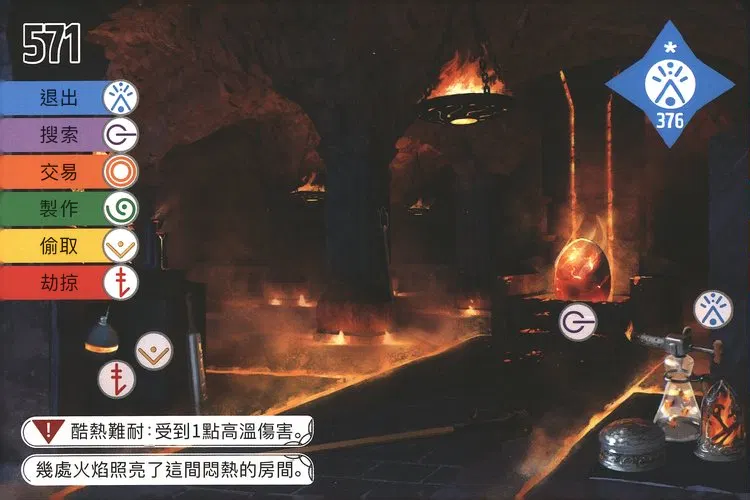 571
退出
搜索
交易
製作
偷取
劫掠
*
376
酷熱難耐：受到1點高溫傷害。
幾處火焰照亮了這間悶熱的房間。